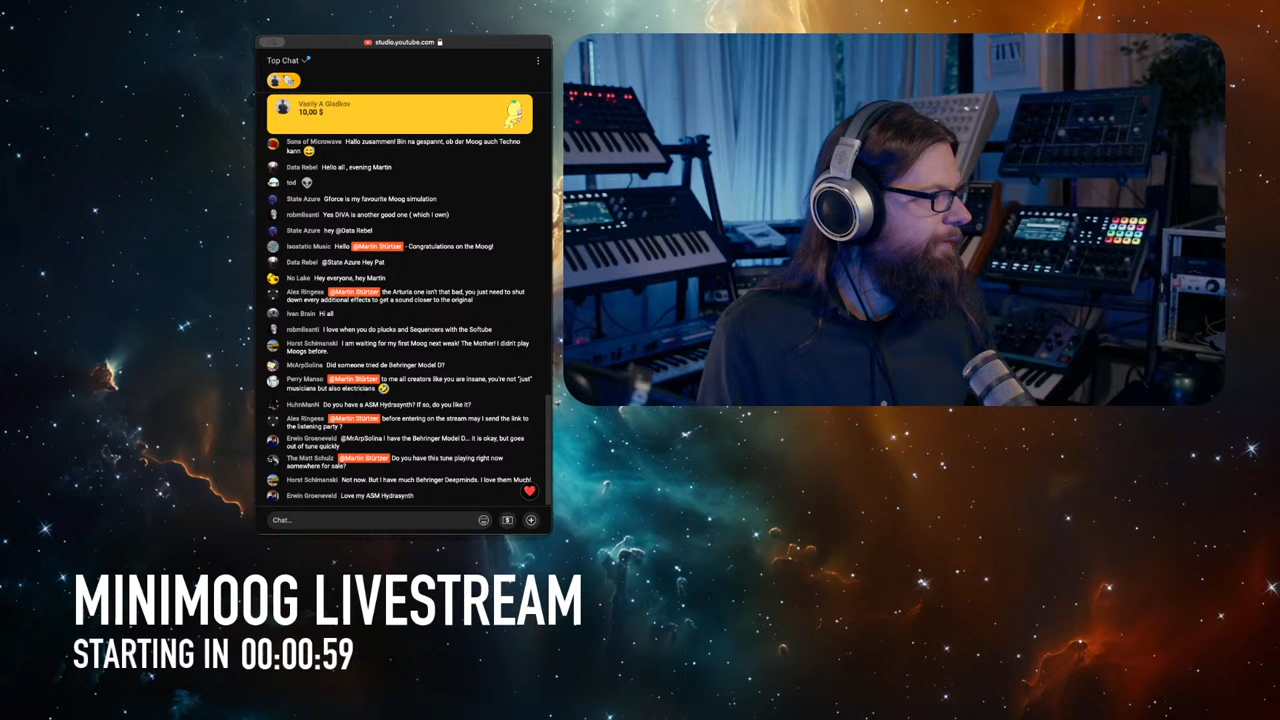 studio.youtube.com
Top Chat
Vasily A Gladkov
10,00 $
Sons of Microwave Hallo zusammen! Bin na gespannt, ob der Moog auch Techno
kann
Data Rebel Hello all , evening Martin
tod
State Azure Gforce is my favourite Moog simulation
robmlisanti Yes DIVA is another good one ( which I own)
State Azure hey @Data Rebel
Isostatic Music Hello @Martin Stürtzer - Congratulations on the Moog!
Data Rebel @State Azure Hey Pat
No Lake Hey everyone, hey Martin
Alex Ringess @Martin Stürtzer the Arturia one isn't that bad, you just need to shut
down every additional effects to get a sound closer to the original
Ivan Brain Hi all
robmlisanti I love when you do plucks and Sequencers with the Softube
Horst Schimanski I am waiting for my first Moog next weak! The Mother! I didn't play
Moogs before.
MrArpSolina Did someone tried de Behringer Model D?
Perry Manso @Martin Stürtzer to me all creators like you are insane, you're not "just"
musicians but also electricians
HuhnManN Do you have a ASM Hydrasynth? If so, do you like it?
Alex Ringess @Martin Stürtzer before entering on the stream may I send the link to
the listening party ?
Erwin Groeneveld @MrArpSolina I have the Behringer Model D... it is okay, but goes
out of tune quickly
The Matt Schulz @Martin Stürtzer Do you have this tune playing right now
somewhere for sale?
Horst Schimanski Not now. But I have much Behringer Deepminds. I love them Much!
Erwin Groeneveld Love my ASM Hydrasynth
Chat...
MINIMOOG LIVESTREAM
STARTING IN 00:00:59